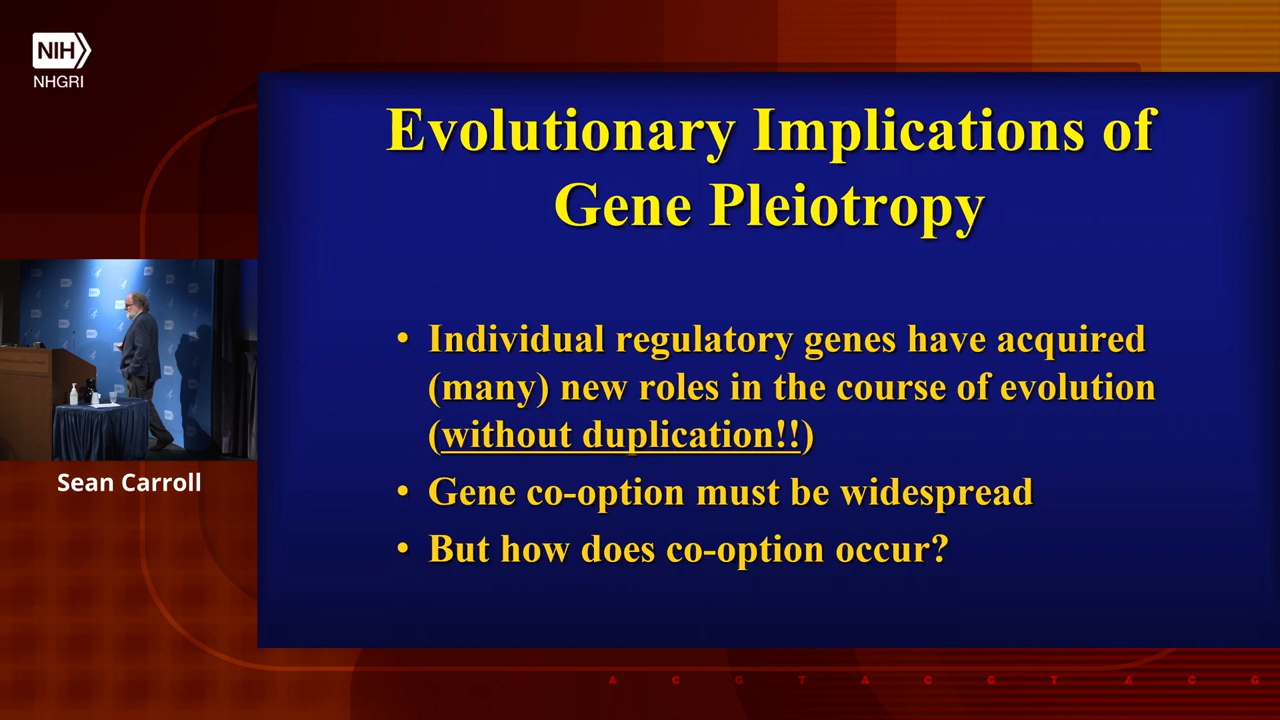 NIH
NHGRI
Evolutionary Implications of
Gene Pleiotropy
• Individual regulatory genes have acquired
(many) new roles in the course of evolution
(without duplication!!)
• Gene co-option must be widespread
• But how does co-option occur?
Sean Carroll
A C G T A C G T A C G